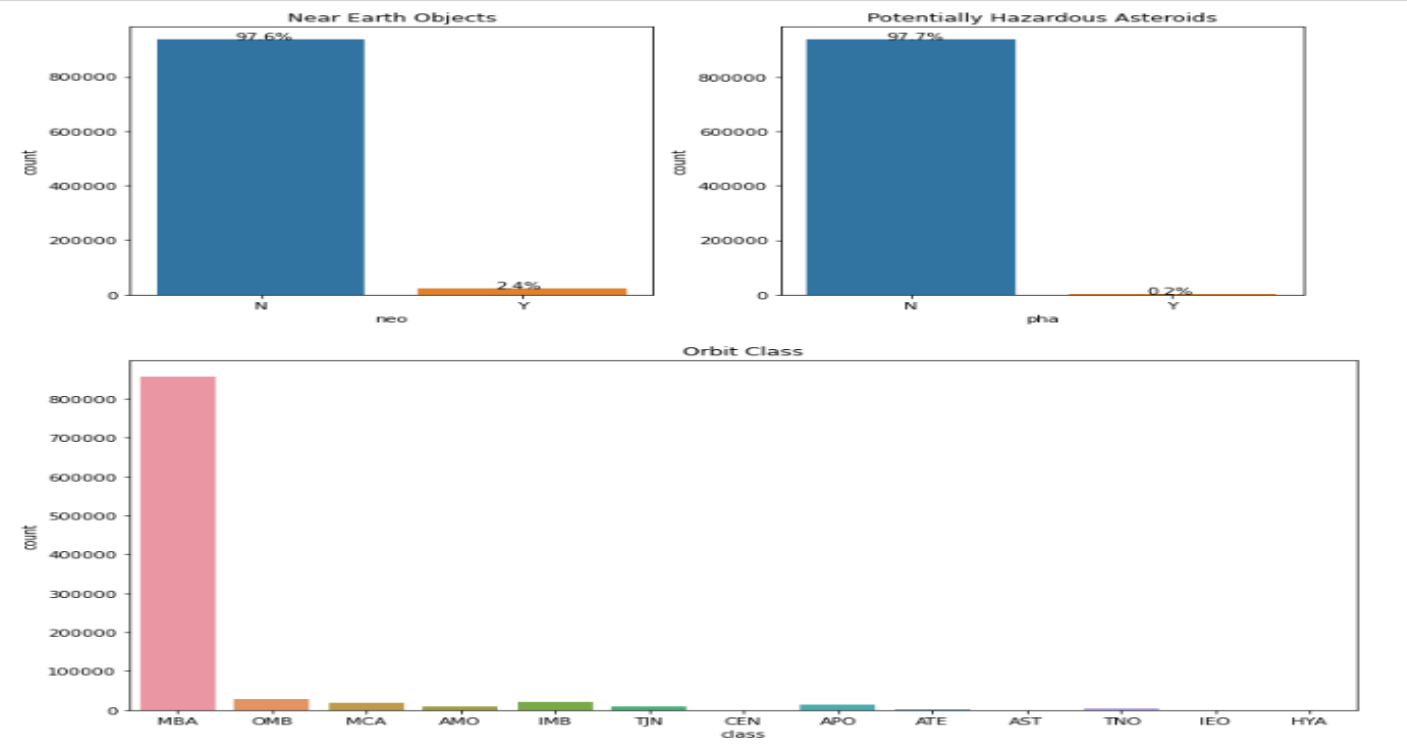 Near Earth Objects
97.6%
800000
600000
400000
200000
0
count
2.4%
N Y
neo
Potentially Hazardous Asteroids
97.7%
800000
600000
400000
200000
0
count
0.2%
N Y
pha
Orbit Class
800000
700000
600000
500000
400000
300000
200000
100000
0
count
MBA OMB MCA AMO IMB TJN CEN APO ATE AST TNO IEO HYA
class